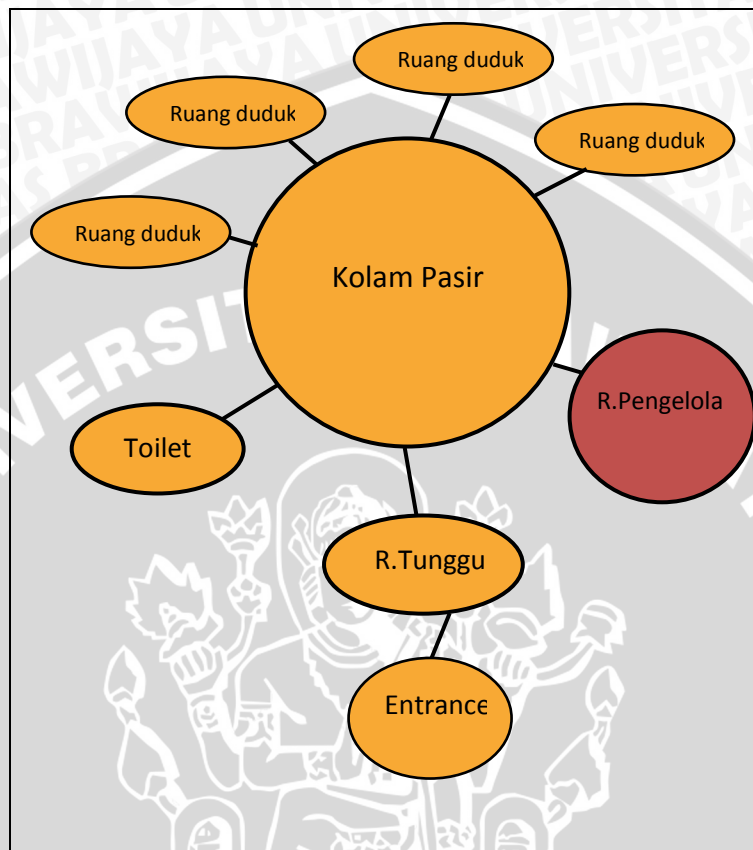 Ruang duduk
Ruang duduk
Ruang duduk
Ruang duduk
Kolam Pasir
R.Pengelola
Toilet
R.Tunggu
Entrance